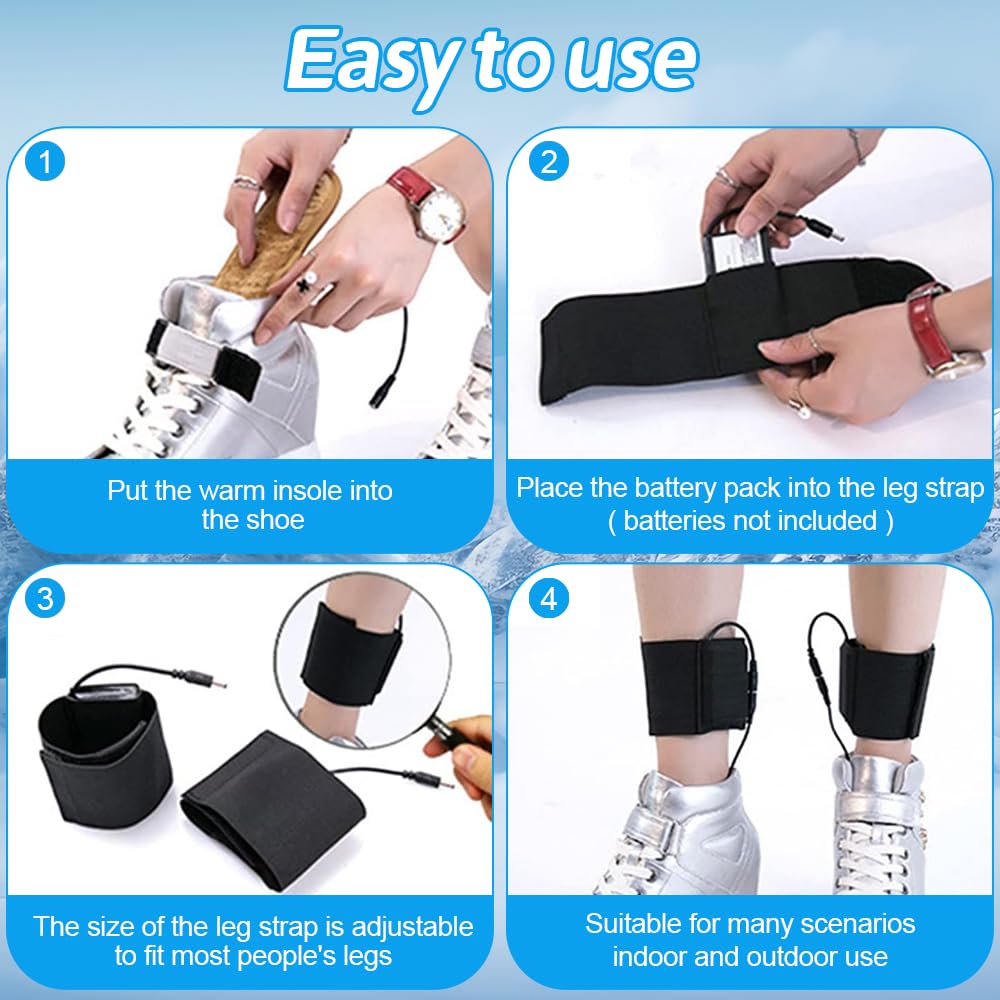 Easy to use
1
2
Put the warm insole into
the shoe
Place the battery pack into the leg strap
( batteries not included )
3
4
The size of the leg strap is adjustable
to fit most people's legs
Suitable for many scenarios
indoor and outdoor use